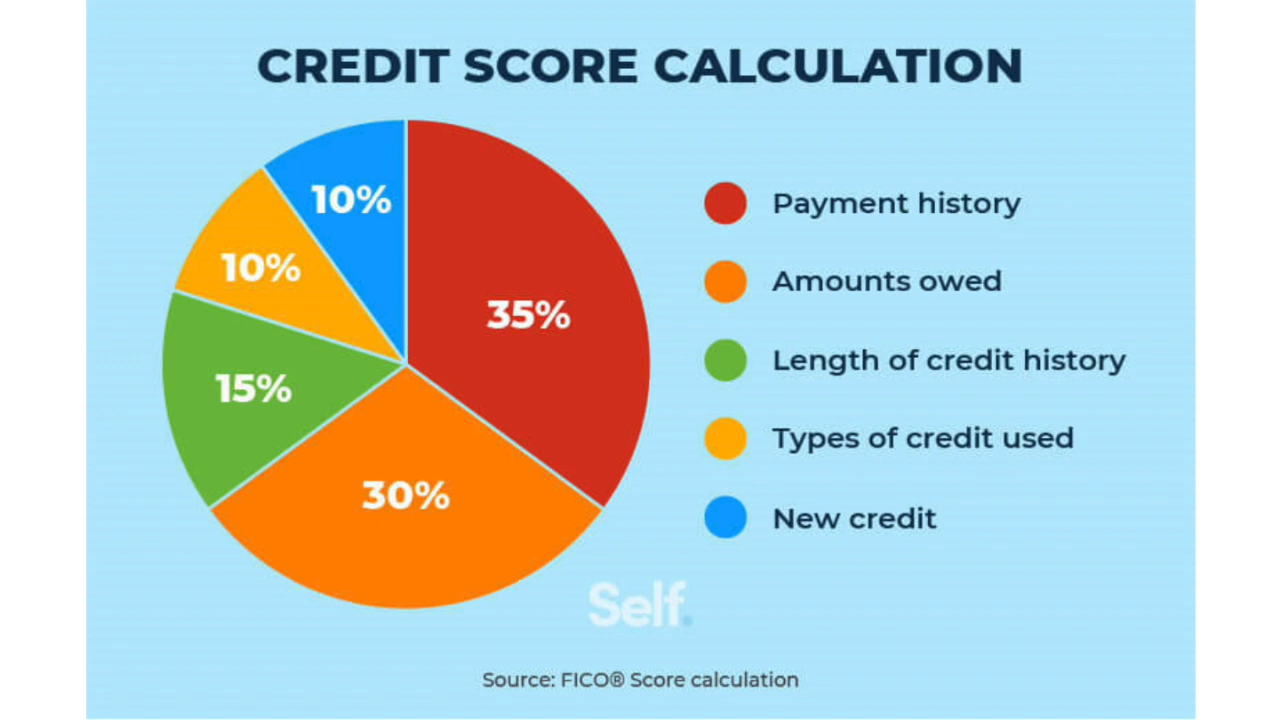 CREDIT SCORE CALCULATION
10%
10%
35%
15%
30%
Payment history
Amounts owed
Length of credit history
Types of credit used
New credit
Self.
Source: FICO® Score calculation